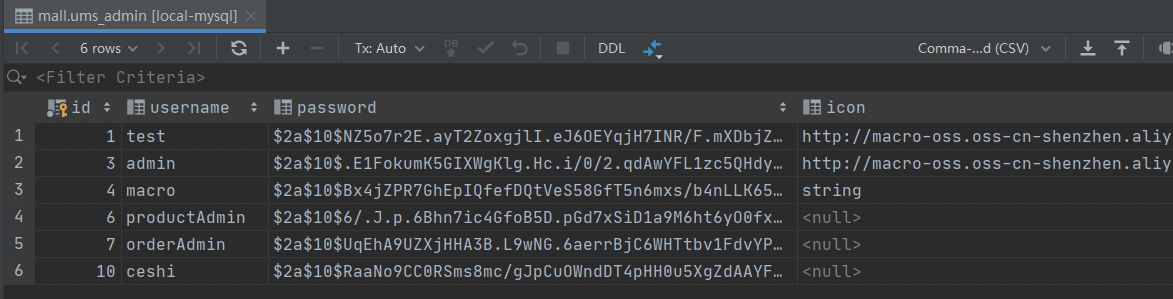 mall.ums_admin [local-mysql]
6 rows Tx: Auto DB DDL Comma-...d (CSV)
<Filter Criteria>
id username password icon
1 1 test $2a$10$NZ5o7r2E.ayT2ZoxgjlI.eJ6OEYqjH7INR/F.mXDbjZ… http://macro-oss.oss-cn-shenzhen.aliy
2 3 admin $2a$10$.E1FokumK5GIXWgKlg.Hc.i/0/2.qdAwYFL1zc5QHdy… http://macro-oss.oss-cn-shenzhen.aliy
3 4 macro $2a$10$Bx4jZPR7GhEpIQfefDQtVeS58GfT5n6mxs/b4nLLK65… string
4 6 productAdmin $2a$10$6/.J.p.6Bhn7ic4GfoB5D.pGd7xSiD1a9M6ht6yO0fx… <null>
5 7 orderAdmin $2a$10$UqEhA9UZXjHHA3B.L9wNG.6aerrBjC6WHTtbv1FdvYP… <null>
6 10 ceshi $2a$10$RaaNo9CC0RSms8mc/gJpCuOWndDT4pHH0u5XgZdAAYF… <null>